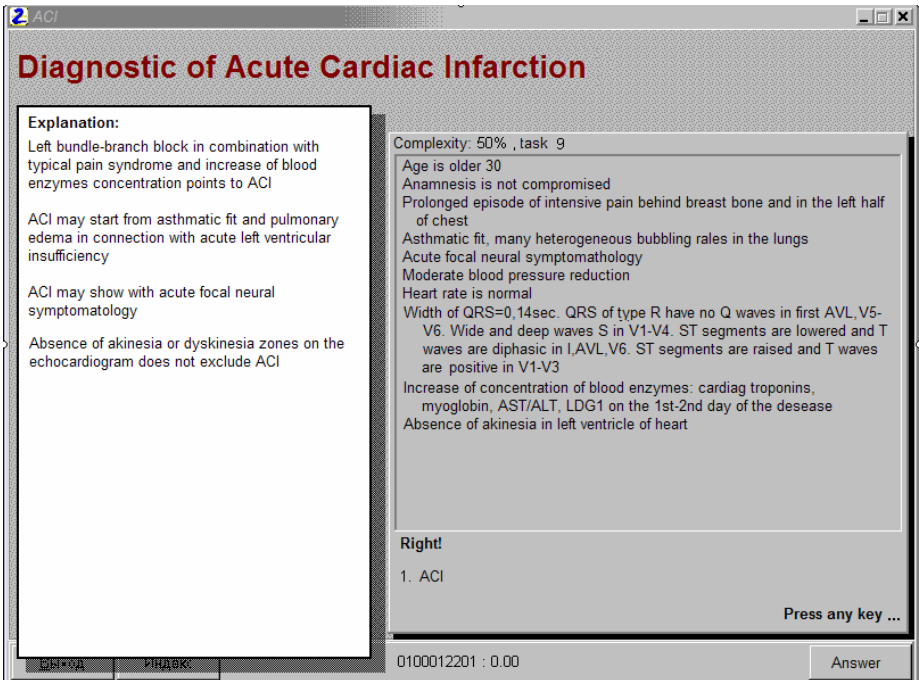 ACI
Diagnostic of Acute Cardiac Infarction
Explanation:
Left bundle-branch block in combination with
typical pain syndrome and increase of blood
enzymes concentration points to ACI
ACI may start from asthmatic fit and pulmonary
edema in connection with acute left ventricular
insufficiency
ACI may show with acute focal neural
symptomatology
Absence of akinesia or dyskinesia zones on the
echocardiogram does not exclude ACI
Complexity: 50% , task 9
Age is older 30
Anamnesis is not compromised
Prolonged episode of intensive pain behind breast bone and in the left half
of chest
Asthmatic fit, many heterogeneous bubbling rales in the lungs
Acute focal neural symptomathology
Moderate blood pressure reduction
Heart rate is normal
Width of QRS=0,14sec. QRS of type R have no Q waves in first AVL,V5-
V6. Wide and deep waves S in V1-V4. ST segments are lowered and T
waves are diphasic in I,AVL,V6. ST segments are raised and T waves
are positive in V1-V3
Increase of concentration of blood enzymes: cardiag troponins,
myoglobin, AST/ALT, LDG1 on the 1st-2nd day of the desease
Absence of akinesia in left ventricle of heart
Right!
1. ACI
Press any key ...
Выход
Индекс
0100012201 : 0.00
Answer